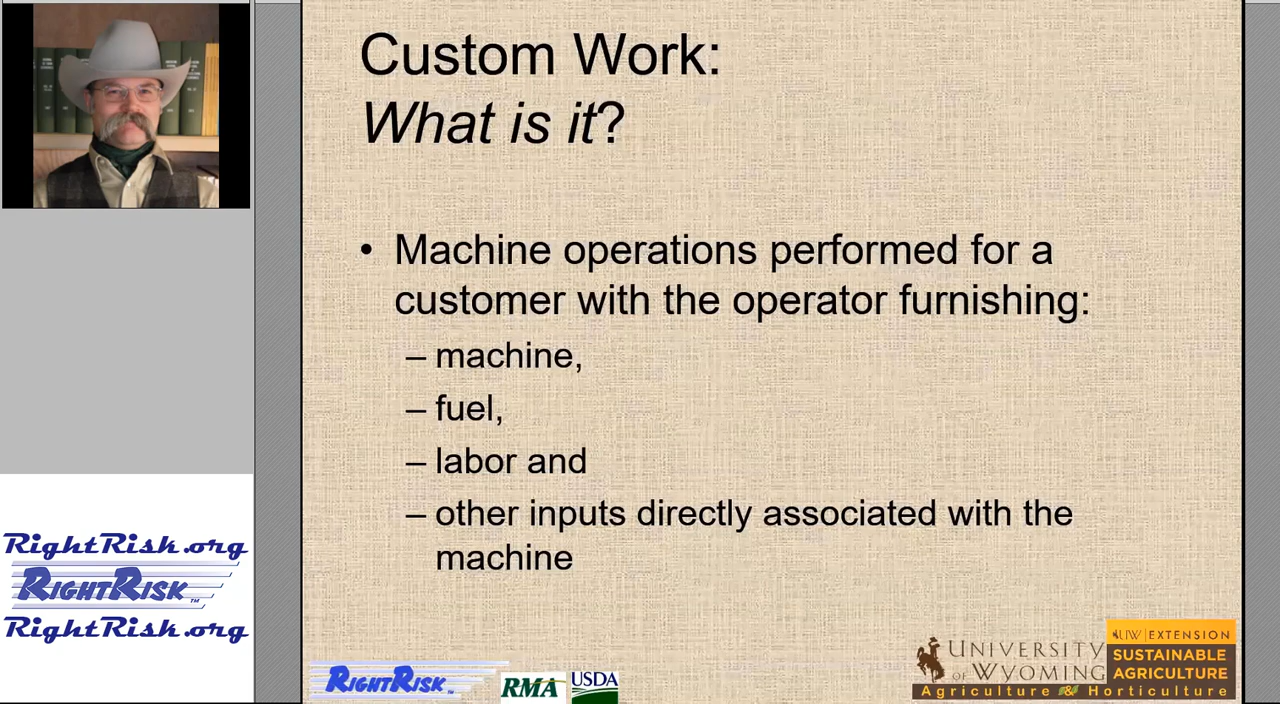 Custom Work:
What is it?
• Machine operations performed for a
customer with the operator furnishing:
– machine,
– fuel,
– labor and
– other inputs directly associated with the
machine
RightRisk.org
RIGHTRISK™
RightRisk.org
RIGHTRISK™
RMA
USDA
UNIVERSITY
OF WYOMING
UW EXTENSION
SUSTAINABLE
AGRICULTURE
Agriculture & Horticulture